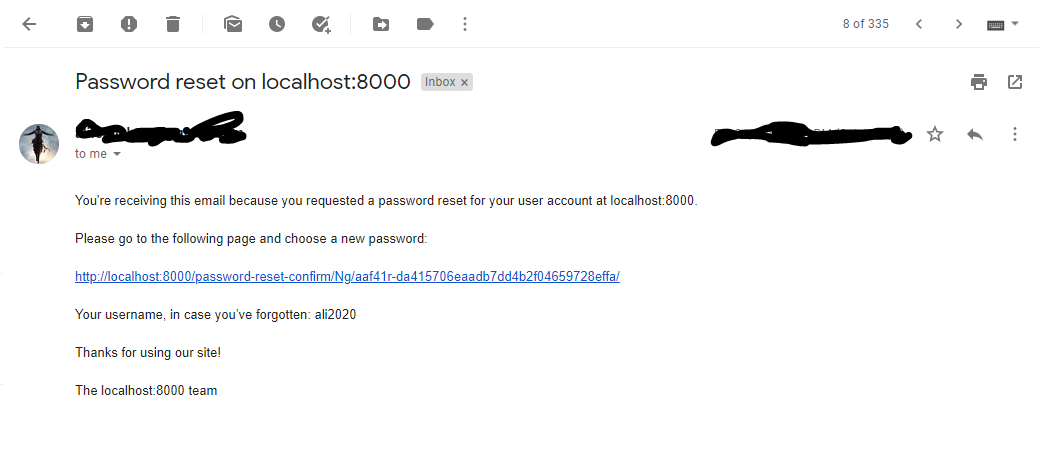 8 of 335
Password reset on localhost:8000 Inbox x
to me
You're receiving this email because you requested a password reset for your user account at localhost:8000.
Please go to the following page and choose a new password:
http://localhost:8000/password-reset-confirm/Ng/aaf41r-da415706eaadb7dd4b2f04659728effa/
Your username, in case you've forgotten: ali2020
Thanks for using our site!
The localhost:8000 team